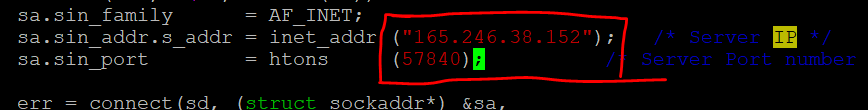 sa.sin_family      = AF_INET;
sa.sin_addr.s_addr = inet_addr ("165.246.38.152");   /* Server IP */
sa.sin_port        = htons     (57840);           /* Server Port number
err = connect(sd, (struct sockaddr*) &sa,